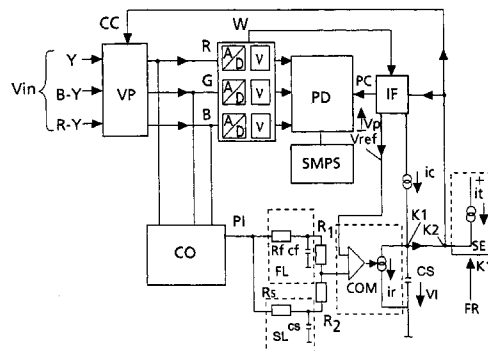 CC
W
Vin
Y
B-Y
R-Y
VP
R
G
B
A/D V
A/D V
A/D V
PD
PC
IF
Vp
Vref
SMPS
ic
+
it
K1
K2
SE
CO
PI
R1
Rf cf
FL
COM
ir
CS
VI
FR
Rs
cs
SL
R2